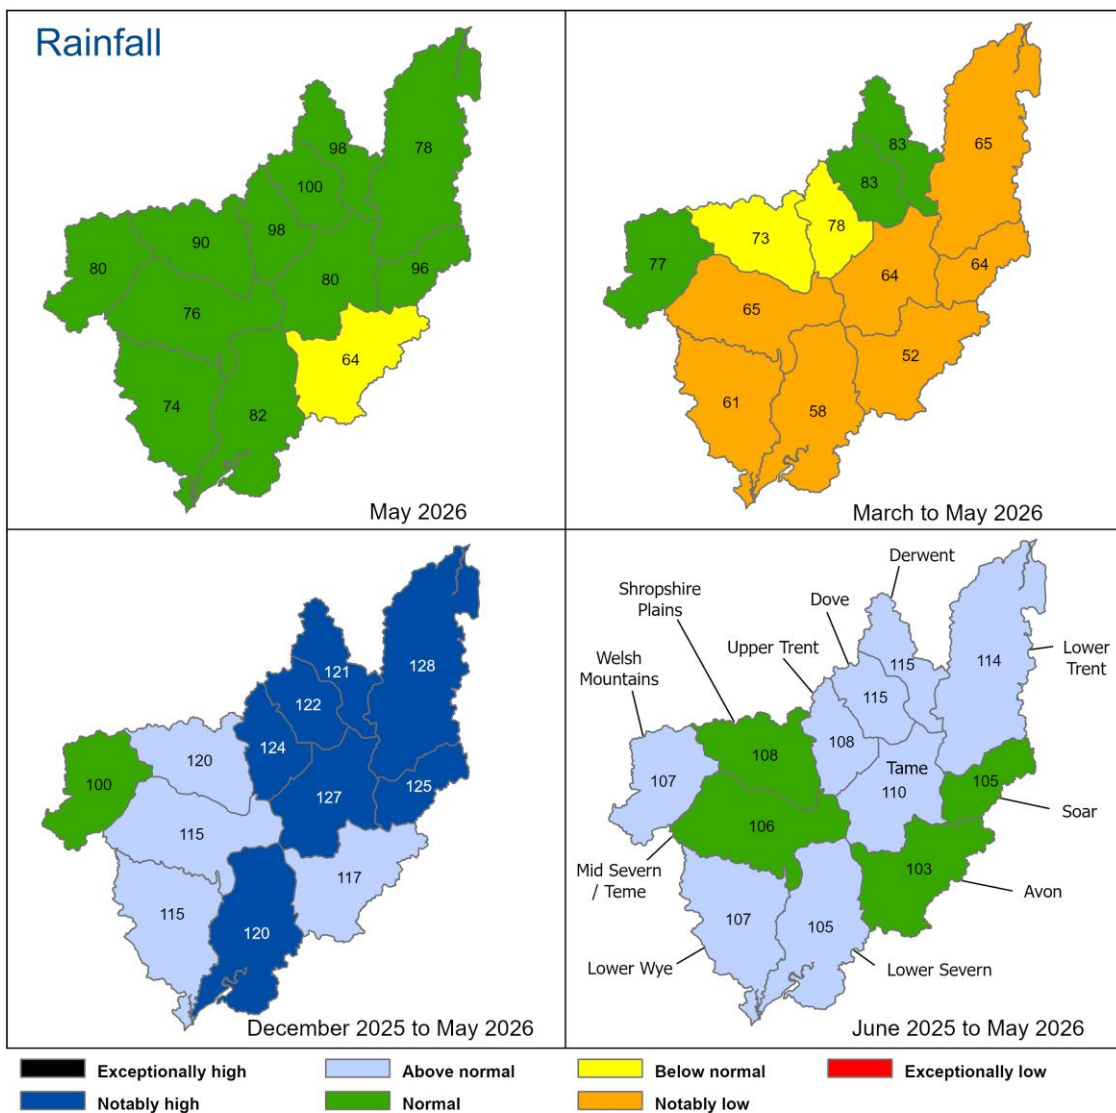 Rainfall
98
78
100
98
90
96
80
80
76
64
74
82
May 2026
83
65
83
78
73
64
77
64
65
52
61
58
March to May 2026
121
128
122
124
120
125
100
127
115
117
115
120
December 2025 to May 2026
Derwent
Shropshire
Plains
Dove
Upper Trent
Lower
Trent
Welsh
Mountains
115
114
115
108
108
107
Tame
110
105
Soar
106
103
Mid Severn
/ Teme
Avon
107
105
Lower Wye
Lower Severn
June 2025 to May 2026
Exceptionally high
Above normal
Below normal
Exceptionally low
Notably high
Normal
Notably low